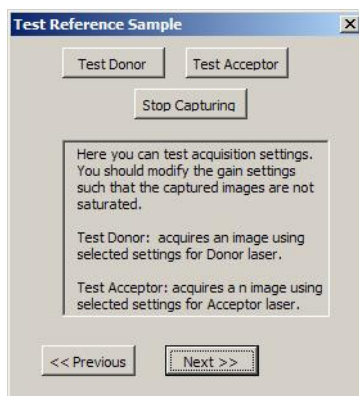 Test Reference Sample
Test Donor Test Acceptor
Stop Capturing
Here you can test acquisition settings.
You should modify the gain settings
such that the captured images are not
saturated.
Test Donor: acquires an image using
selected settings for Donor laser.
Test Acceptor: acquires a n image using
selected settings for Acceptor laser.
<< Previous Next >>